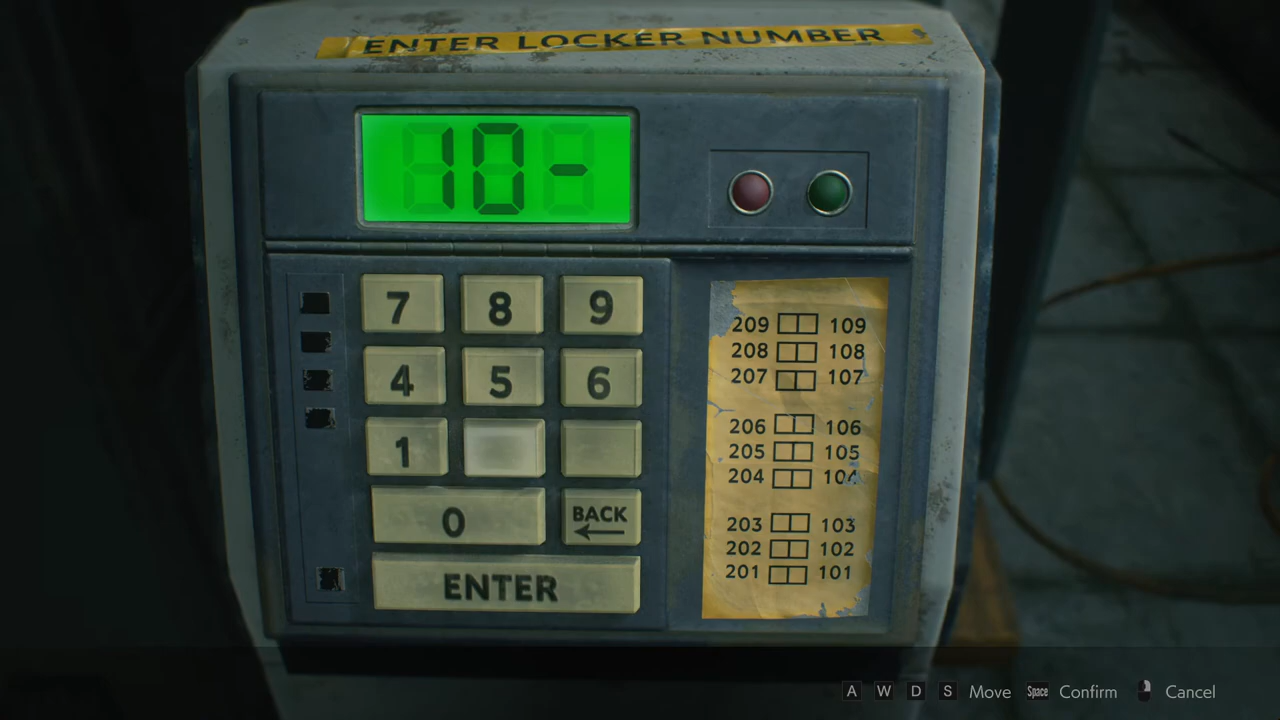 ENTER LOCKER NUMBER
10-
7 8 9
4 5 6
1
0 BACK
ENTER
209 109
208 108
207 107
206 106
205 105
204 104
203 103
202 102
201 101
A W D S Move Space Confirm Cancel